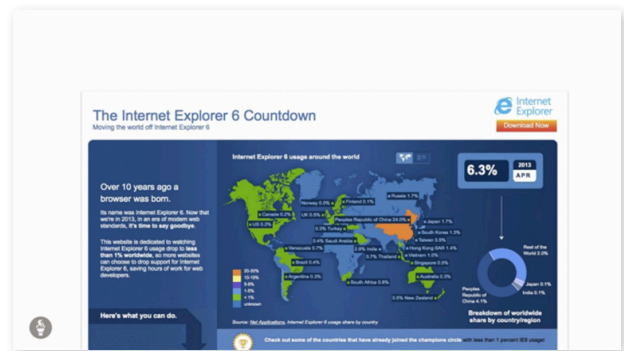 The Internet Explorer 6 Countdown
Moving the world off Internet Explorer 6
Internet
Explorer
Download Now
Over 10 years ago a
browser was born.
Its name was Internet Explorer 6. Now that
we're in 2013, in an era of modern web
standards, it's time to say goodbye.
This website is dedicated to watching
Internet Explorer 6 usage drop to less
than 1% worldwide, so more websites
can choose to drop support for Internet
Explorer 6, saving hours of work for web
developers.
Here's what you can do.
Internet Explorer 6 usage around the world
Norway 0.0%
Finland 0.1%
Russia 1.7%
Canada 0.2%
UK 0.5%
Peoples Republic of China 24.0%
Japan 1.7%
US 0.2%
0.3% Turkey
South Korea 1.3%
0.4% Saudi Arabia
2.9% India
Taiwan 3.5%
Venezuela 0.7%
Hong Kong SAR 1.4%
0.7% Thailand
Vietnam 1.0%
Brazil 0.4%
Singapore 0.5%
Argentina 0.3%
South Africa 0.8%
Australia 0.3%
0.5% New Zealand
<1%
unknown
Source: Net Applications, Internet Explorer 6 usage share by country
6.3%
2013
APR
Rest of the
World 2.0%
Japan 0.1%
India 0.1%
Peoples
Republic of
China 4.1%
Breakdown of worldwide
share by country/region
Check out some of the countries that have already joined the champions circle with less than 1 percent IE6 usage!